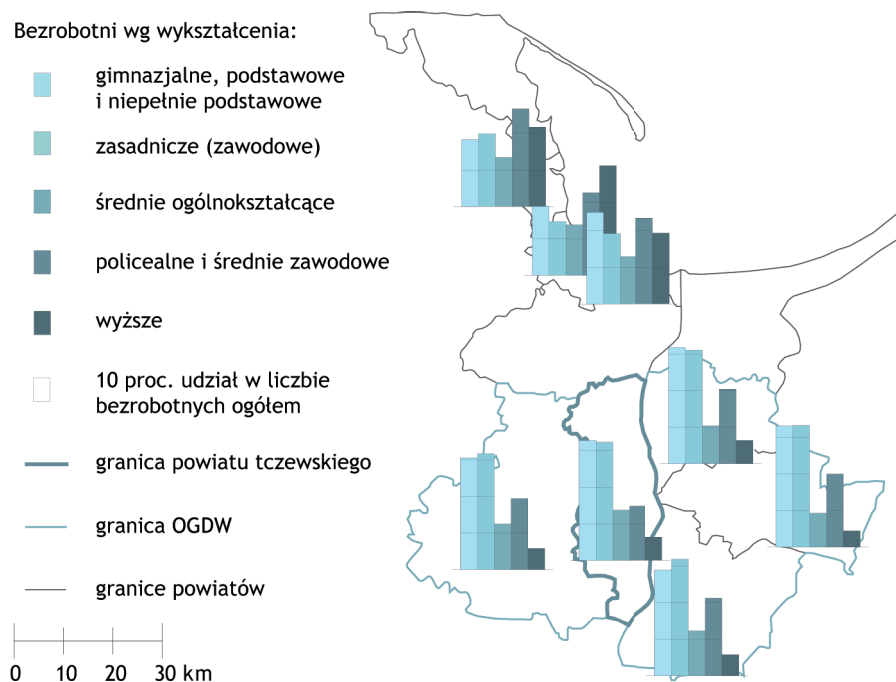 Bezrobotni wg wykształcenia:
gimnazjalne, podstawowe
i niepełnie podstawowe
zasadnicze (zawodowe)
średnie ogólnokształcące
policealne i średnie zawodowe
wyższe
10 proc. udział w liczbie
bezrobotnych ogółem
granica powiatu tczewskiego
granica OGDW
granice powiatów
0 10 20 30 km